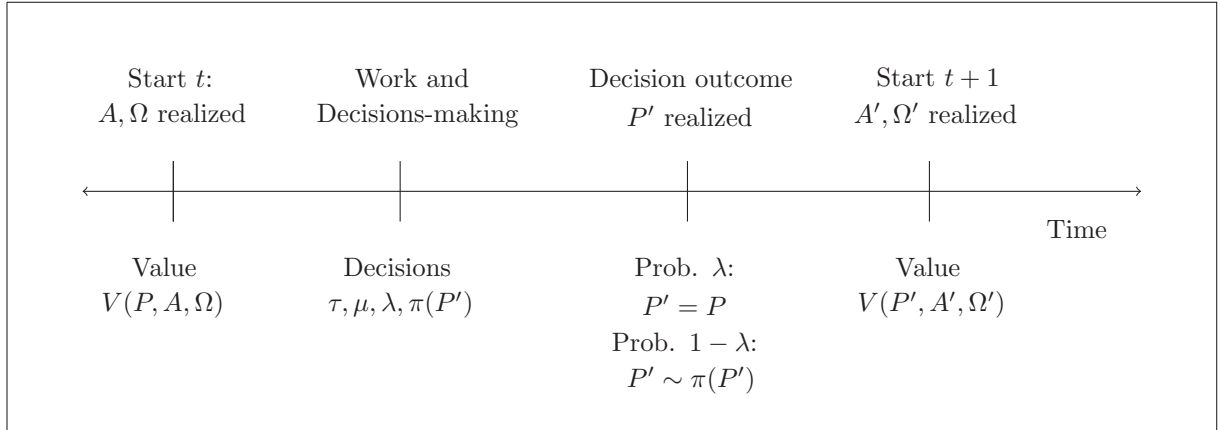 Start t:
A, Ω realized
Work and
Decisions-making
Decision outcome
P′ realized
Start t + 1
A′, Ω′ realized
Time
Value
V(P, A, Ω)
Decisions
τ, μ, λ, π(P′)
Prob. λ:
P′ = P
Prob. 1 − λ:
P′ ∼ π(P′)
Value
V(P′, A′, Ω′)